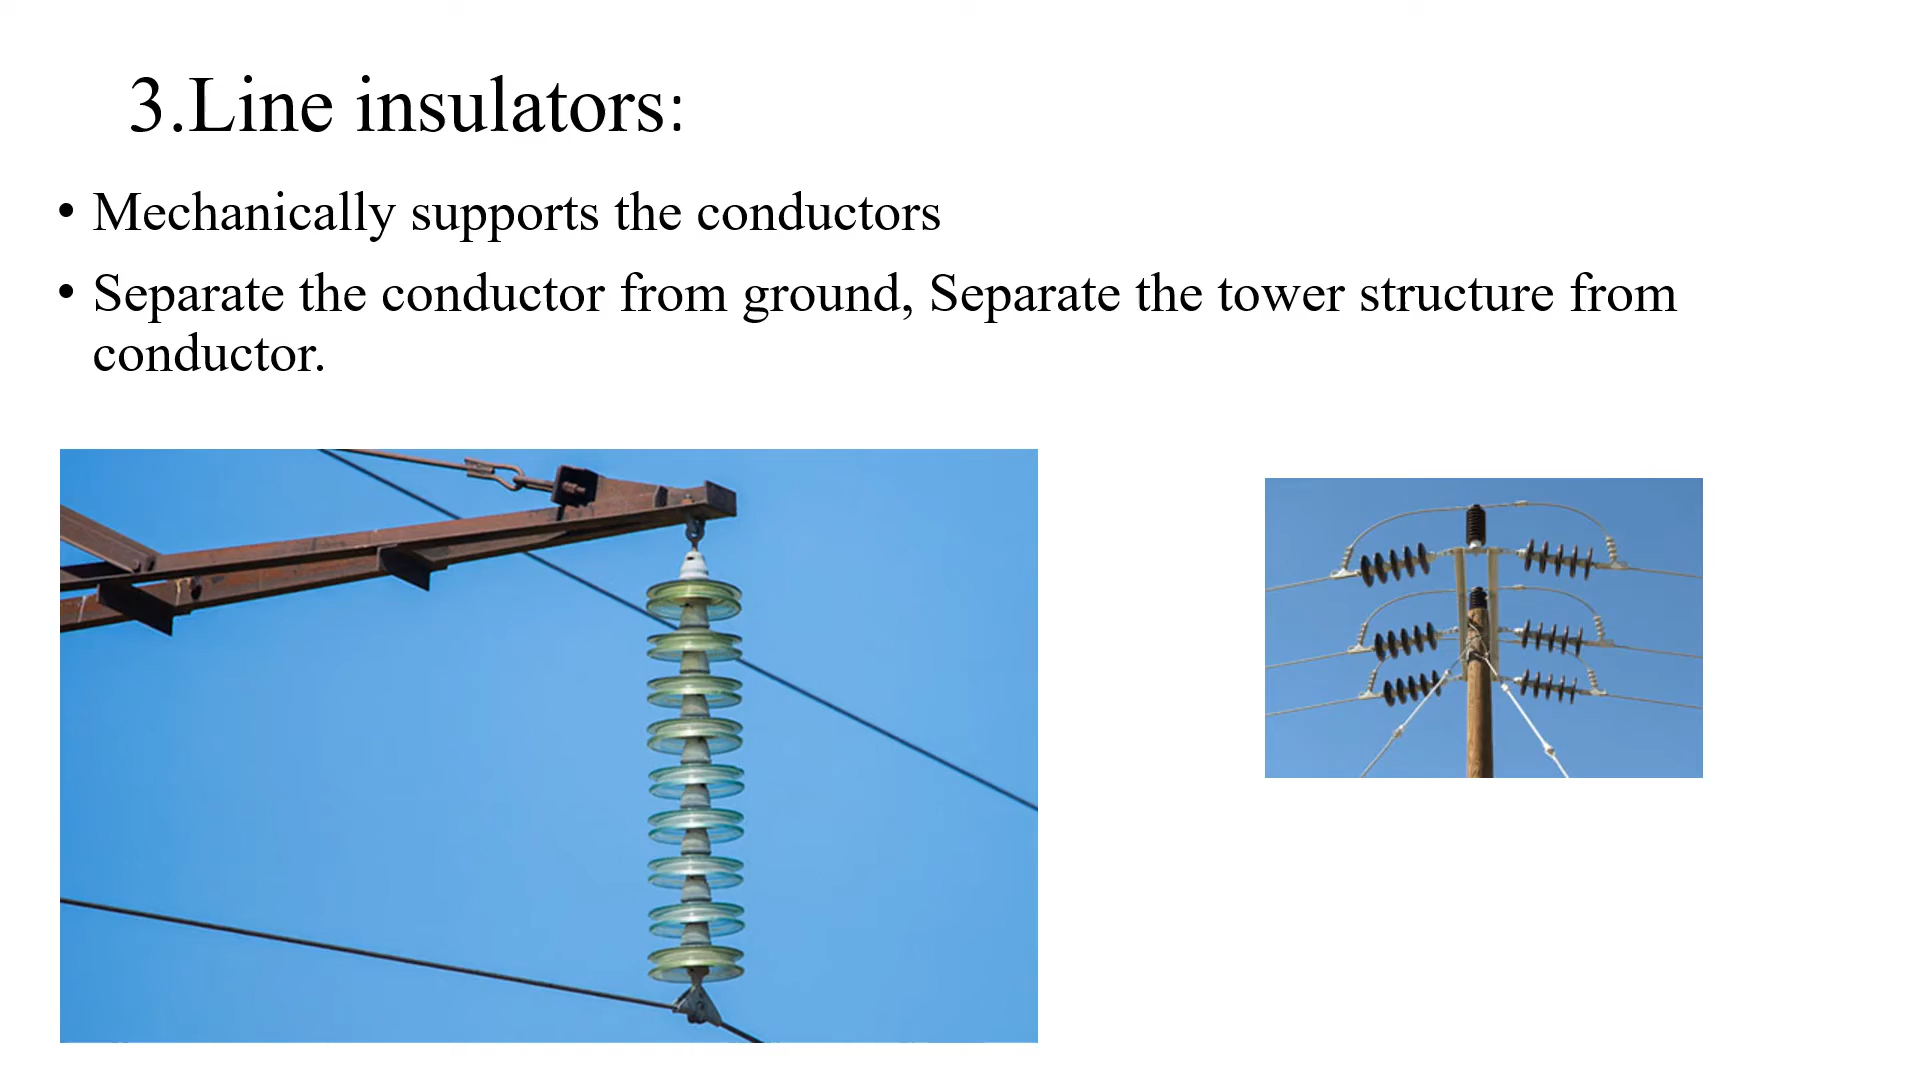 3.Line insulators:
• Mechanically supports the conductors
• Separate the conductor from ground, Separate the tower structure from
conductor.